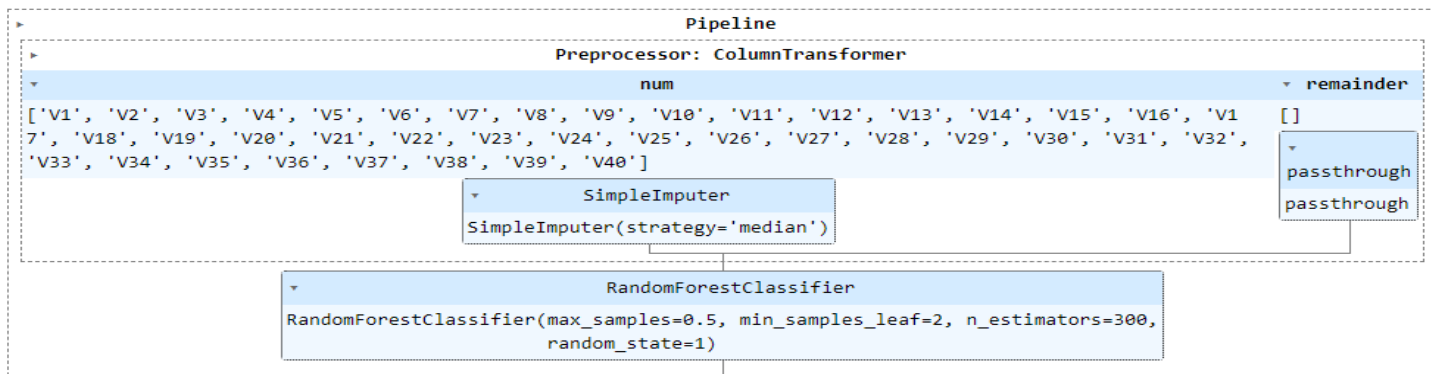 Pipeline
Preprocessor: ColumnTransformer
num
remainder
['V1', 'V2', 'V3', 'V4', 'V5', 'V6', 'V7', 'V8', 'V9', 'V10', 'V11', 'V12', 'V13', 'V14', 'V15', 'V16', 'V1
7', 'V18', 'V19', 'V20', 'V21', 'V22', 'V23', 'V24', 'V25', 'V26', 'V27', 'V28', 'V29', 'V30', 'V31', 'V32',
'V33', 'V34', 'V35', 'V36', 'V37', 'V38', 'V39', 'V40']
[]
SimpleImputer
SimpleImputer(strategy='median')
passthrough
passthrough
RandomForestClassifier
RandomForestClassifier(max_samples=0.5, min_samples_leaf=2, n_estimators=300,
random_state=1)